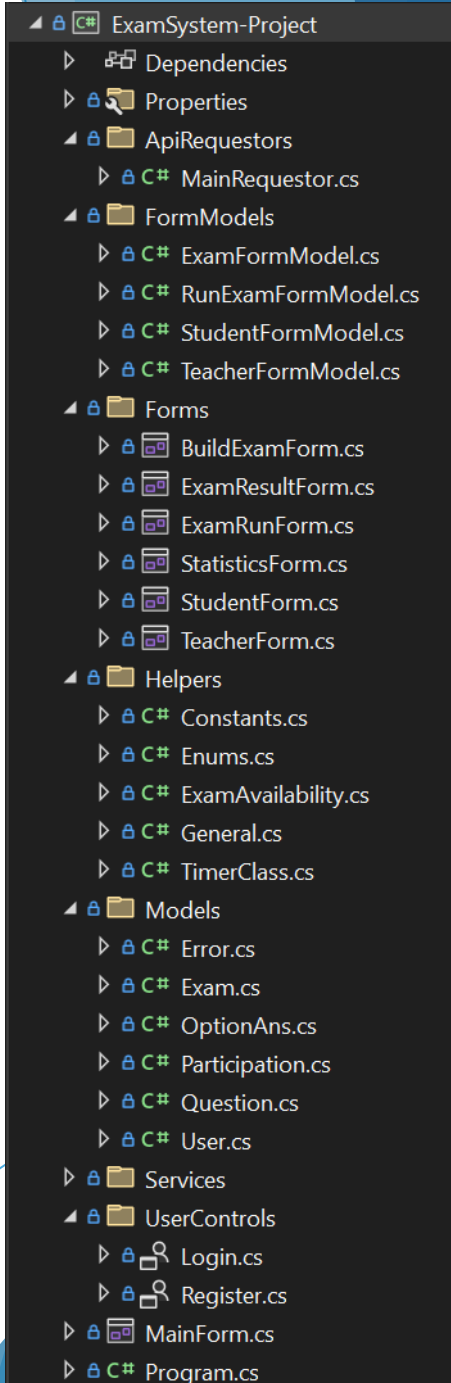 C# ExamSystem-Project
Dependencies
Properties
ApiRequestors
C# MainRequestor.cs
FormModels
C# ExamFormModel.cs
C# RunExamFormModel.cs
C# StudentFormModel.cs
C# TeacherFormModel.cs
Forms
BuildExamForm.cs
ExamResultForm.cs
ExamRunForm.cs
StatisticsForm.cs
StudentForm.cs
TeacherForm.cs
Helpers
C# Constants.cs
C# Enums.cs
C# ExamAvailability.cs
C# General.cs
C# TimerClass.cs
Models
C# Error.cs
C# Exam.cs
C# OptionAns.cs
C# Participation.cs
C# Question.cs
C# User.cs
Services
UserControls
Login.cs
Register.cs
MainForm.cs
C# Program.cs